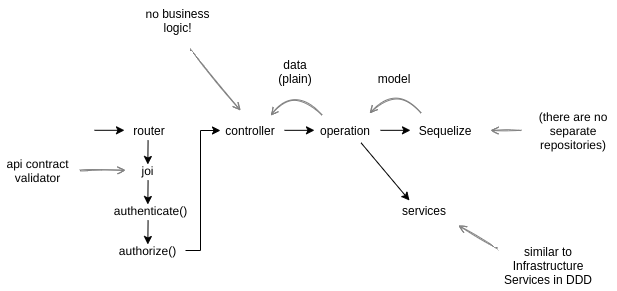 no business
logic!
data
(plain)
model
router
controller
operation
Sequelize
(there are no
separate
repositories)
api contract
validator
joi
authenticate()
services
authorize()
similar to
Infrastructure
Services in DDD